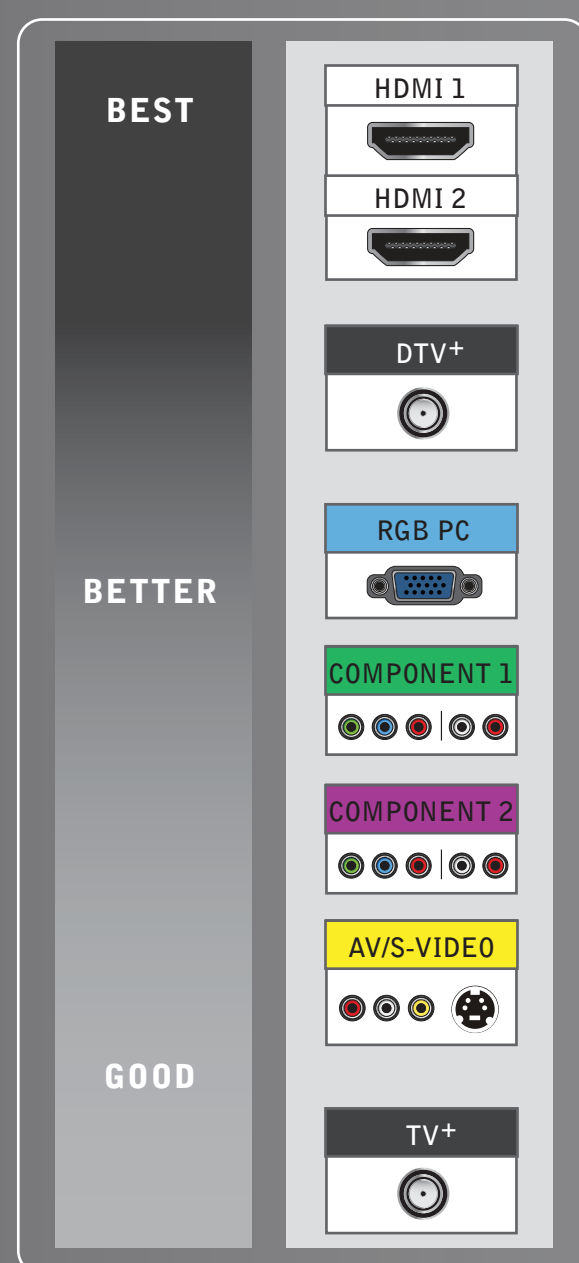 BEST
HDMI 1
HDMI 2
DTV+
RGB PC
BETTER
COMPONENT 1
COMPONENT 2
AV/S-VIDEO
GOOD
TV+